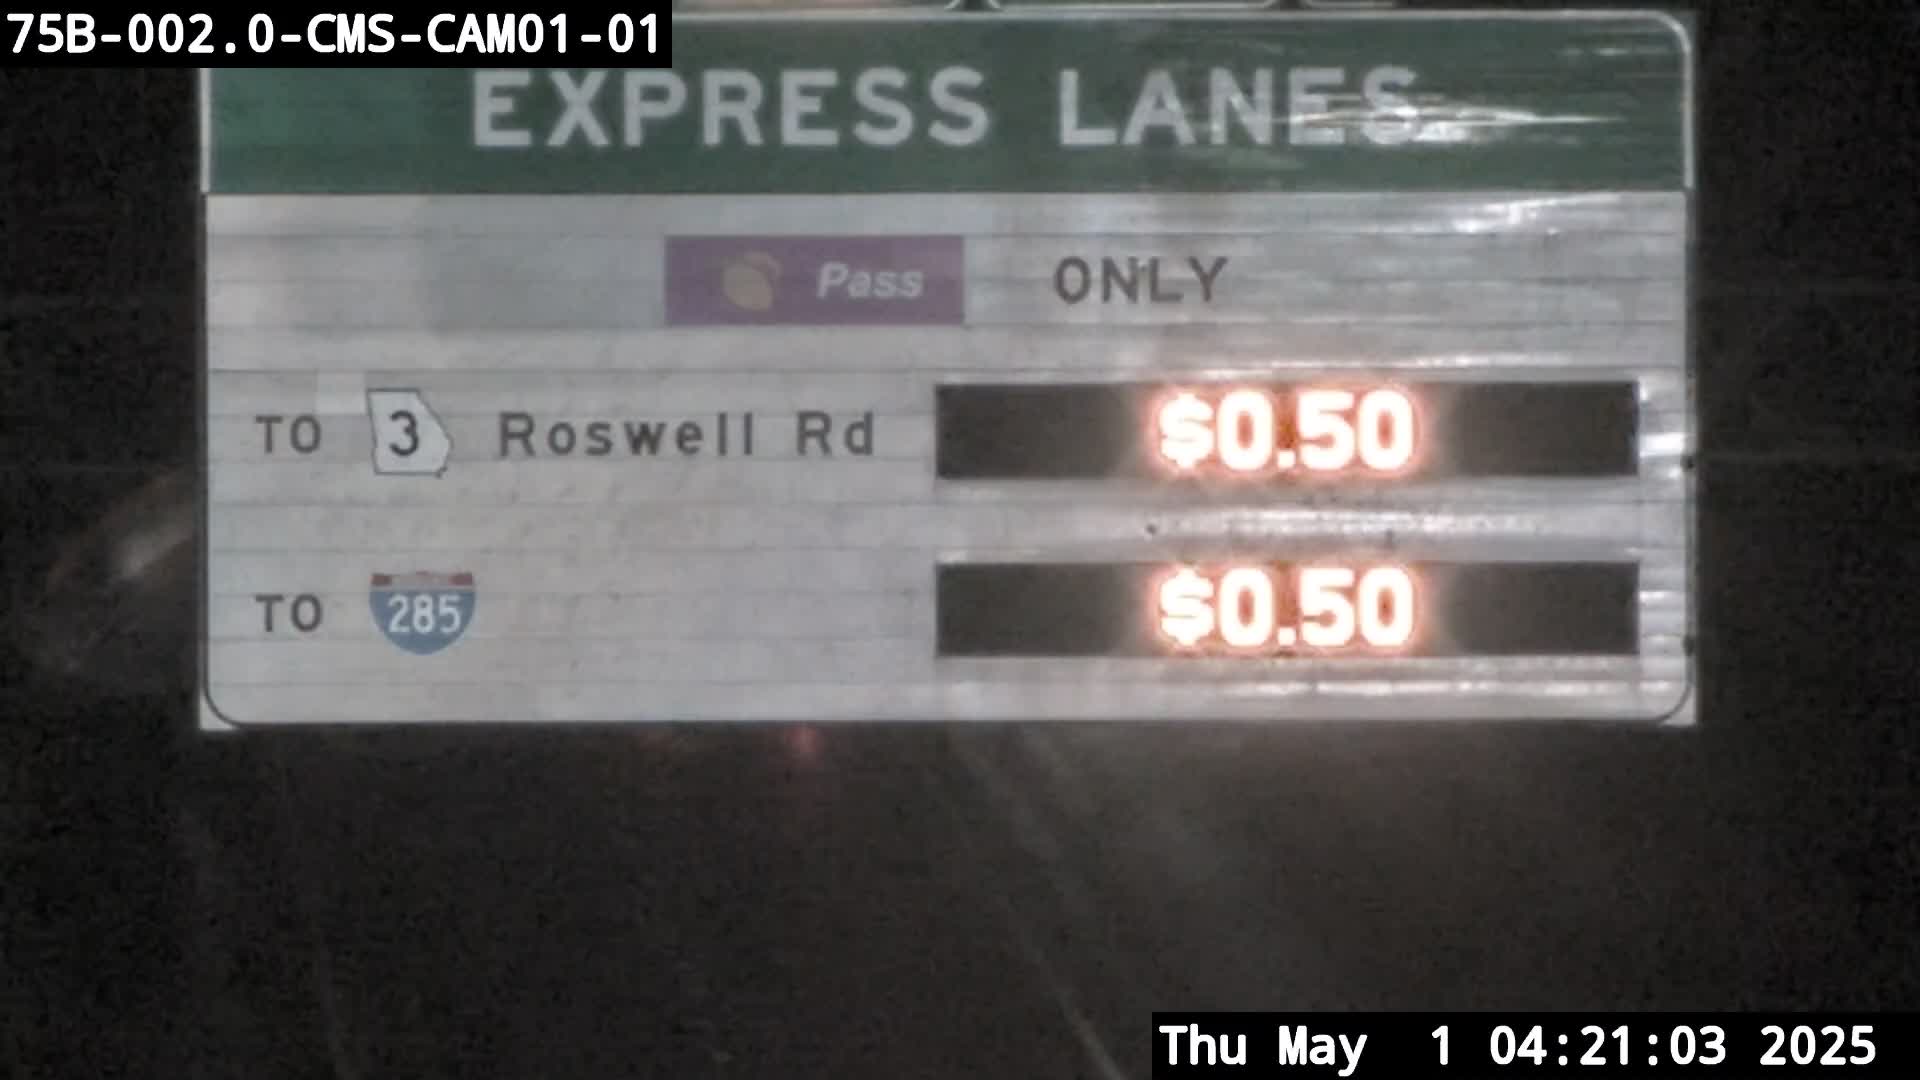 75B-002.0-CMS-CAM01-01
EXPRESS LANES
Pass ONLY
TO 3 Roswell Rd $0.50
TO 285 $0.50
Thu May 1 04:21:03 2025